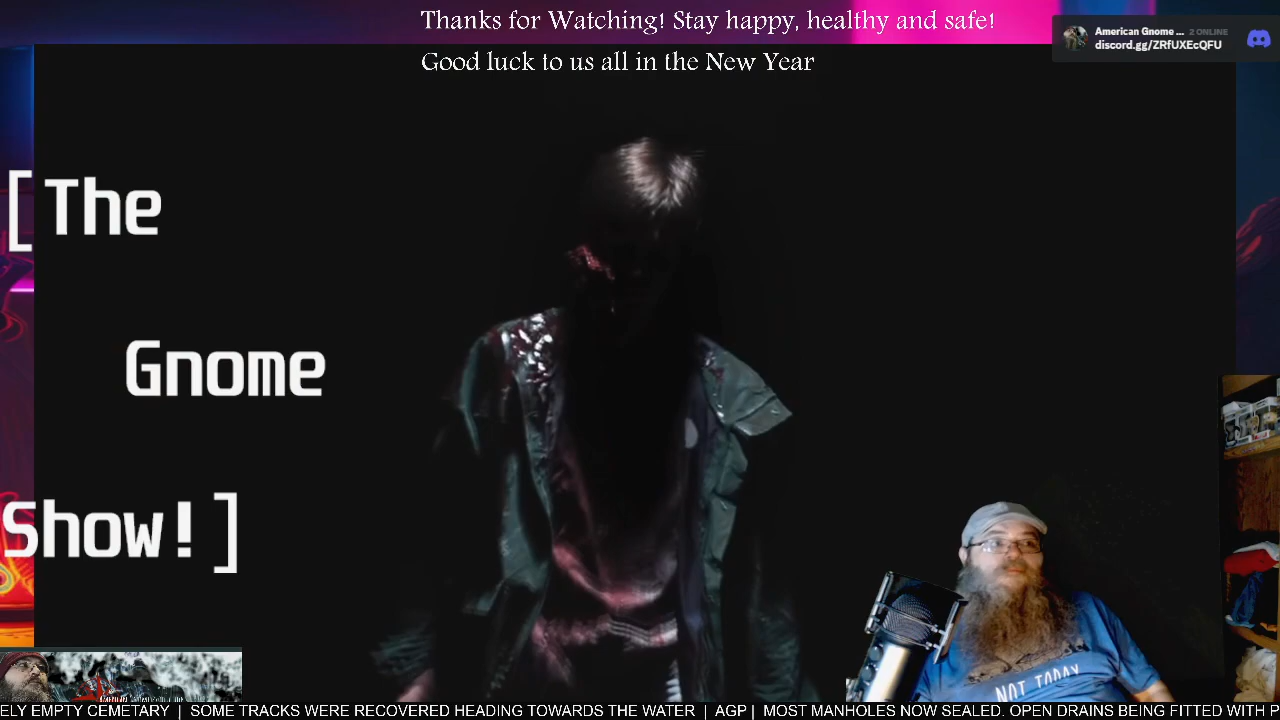 Thanks for Watching! Stay happy, healthy and safe!
Good luck to us all in the New Year
American Gnome ... 2 ONLINE
discord.gg/ZRfUXEcQFU
[The
Gnome
Show!]
NOT TODAY
ELY EMPTY CEMETARY | SOME TRACKS WERE RECOVERED HEADING TOWARDS THE WATER | AGP | MOST MANHOLES NOW SEALED. OPEN DRAINS BEING FITTED WITH P